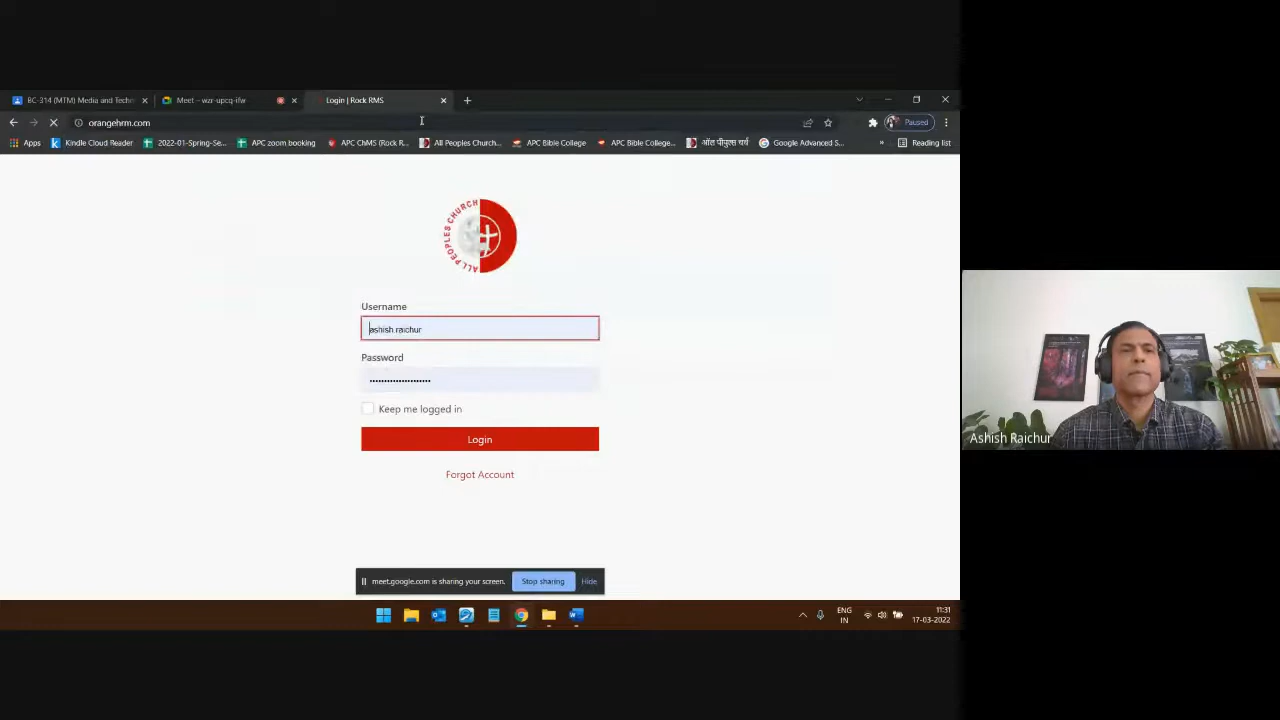 BC-314 (MTM) Media and Techn
Meet – wzr-upcq-ifw
Login | Rock RMS
orangehrm.com
Paused
Apps
Kindle Cloud Reader
2022-01-Spring-Se...
APC zoom booking
APC ChMS (Rock R...
All Peoples Church...
APC Bible College
APC Bible College...
ऑल पीपुल्स चर्च
Google Advanced S...
»
Reading list
ALL PEOPLES CHURCH
Username
ashish.raichur
Password
Keep me logged in
Login
Forgot Account
meet.google.com is sharing your screen.
Stop sharing
Hide
ENG
IN
11:31
17-03-2022
Ashish Raichur